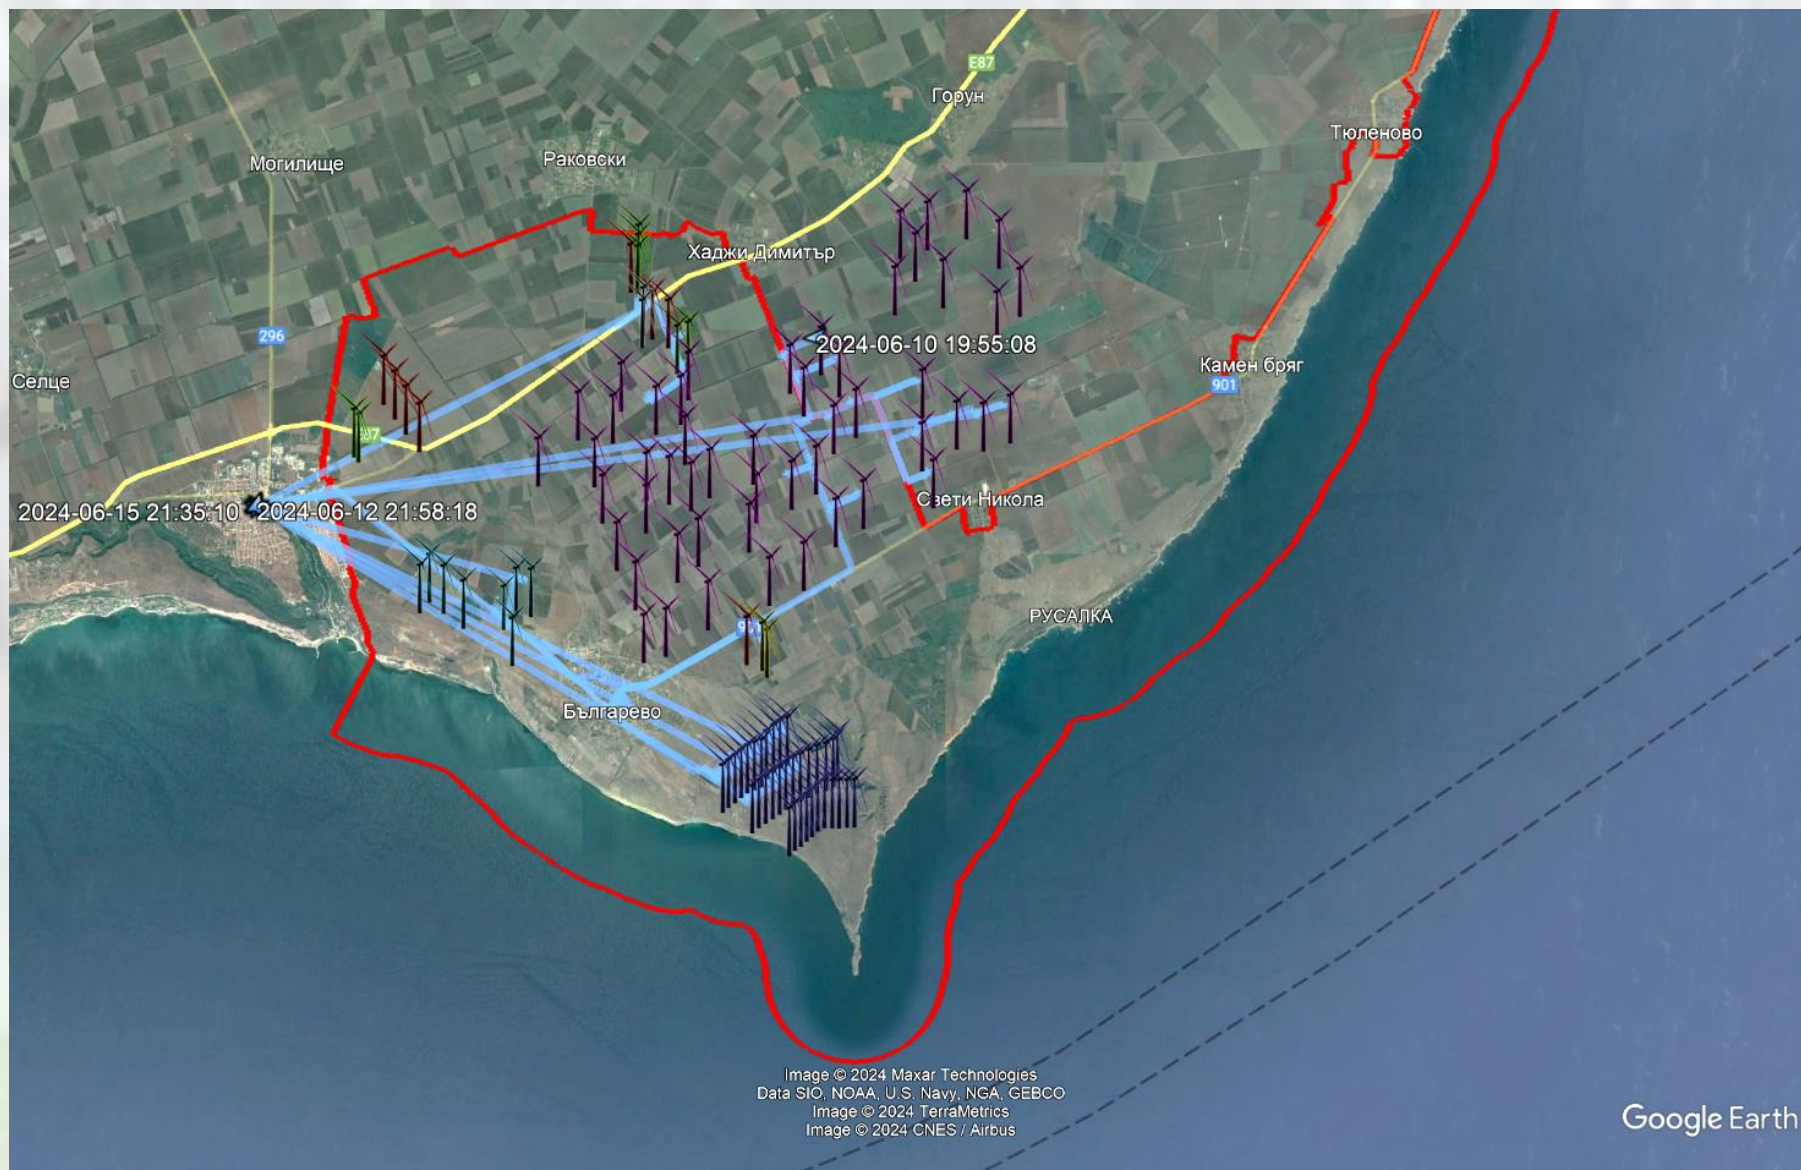 E87
Горун
Тюленово
Могилище
Раковски
Хаджи Димитър
296
2024-06-10 19:55:08
Камен бряг
901
Селце
Свети Никола
2024-06-15 21:35:10
2024-06-12 21:58:18
РУСАЛКА
Българево
Image © 2024 Maxar Technologies
Data SIO, NOAA, U.S. Navy, NGA, GEBCO
Image © 2024 TerraMetrics
Image © 2024 CNES / Airbus
Google Earth